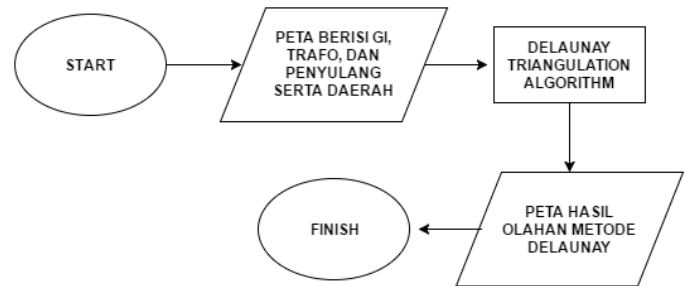 START
PETA BERISI GI,
TRAFO, DAN
PENYULANG
SERTA DAERAH
DELAUNAY
TRIANGULATION
ALGORITHM
PETA HASIL
OLAHAN METODE
DELAUNAY
FINISH